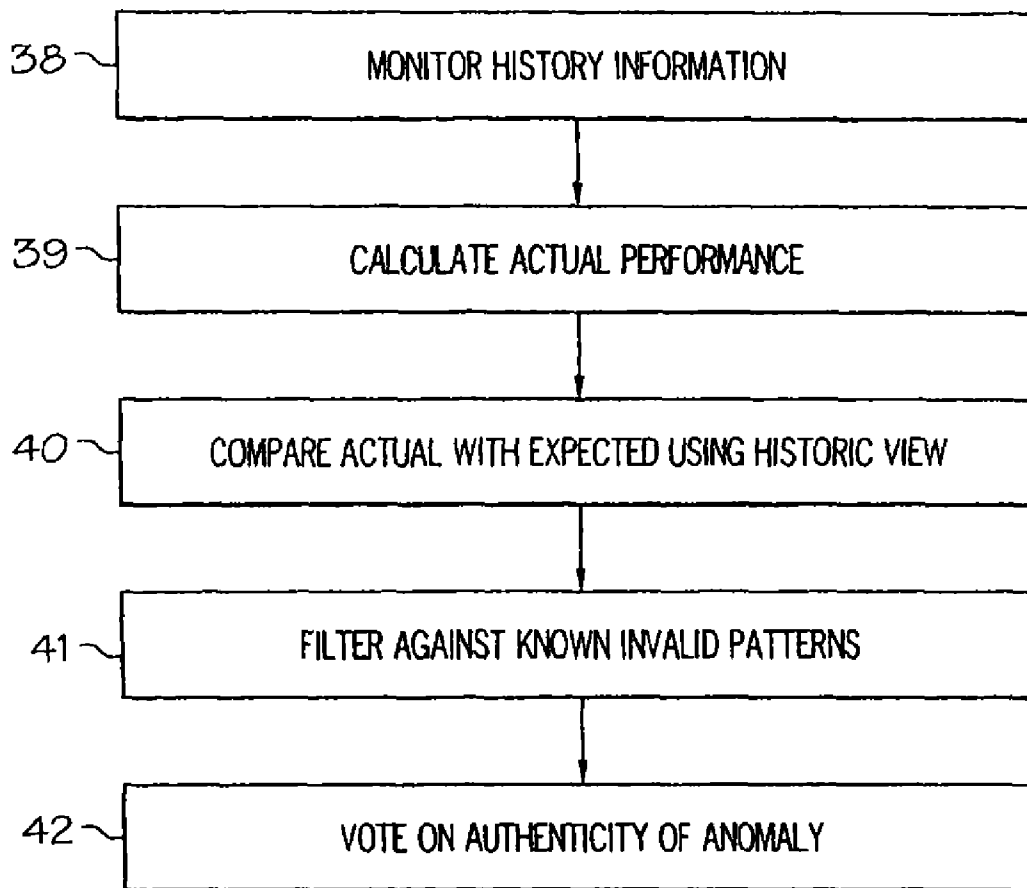 38 MONITOR HISTORY INFORMATION
39 CALCULATE ACTUAL PERFORMANCE
40 COMPARE ACTUAL WITH EXPECTED USING HISTORIC VIEW
41 FILTER AGAINST KNOWN INVALID PATTERNS
42 VOTE ON AUTHENTICITY OF ANOMALY